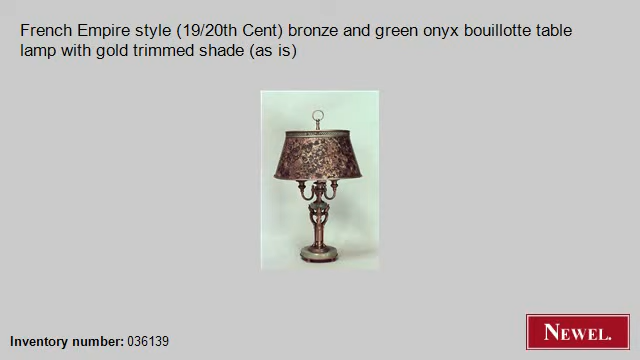 French Empire style (19/20th Cent) bronze and green onyx bouillotte table
lamp with gold trimmed shade (as is)
Inventory number: 036139
NEWEL.